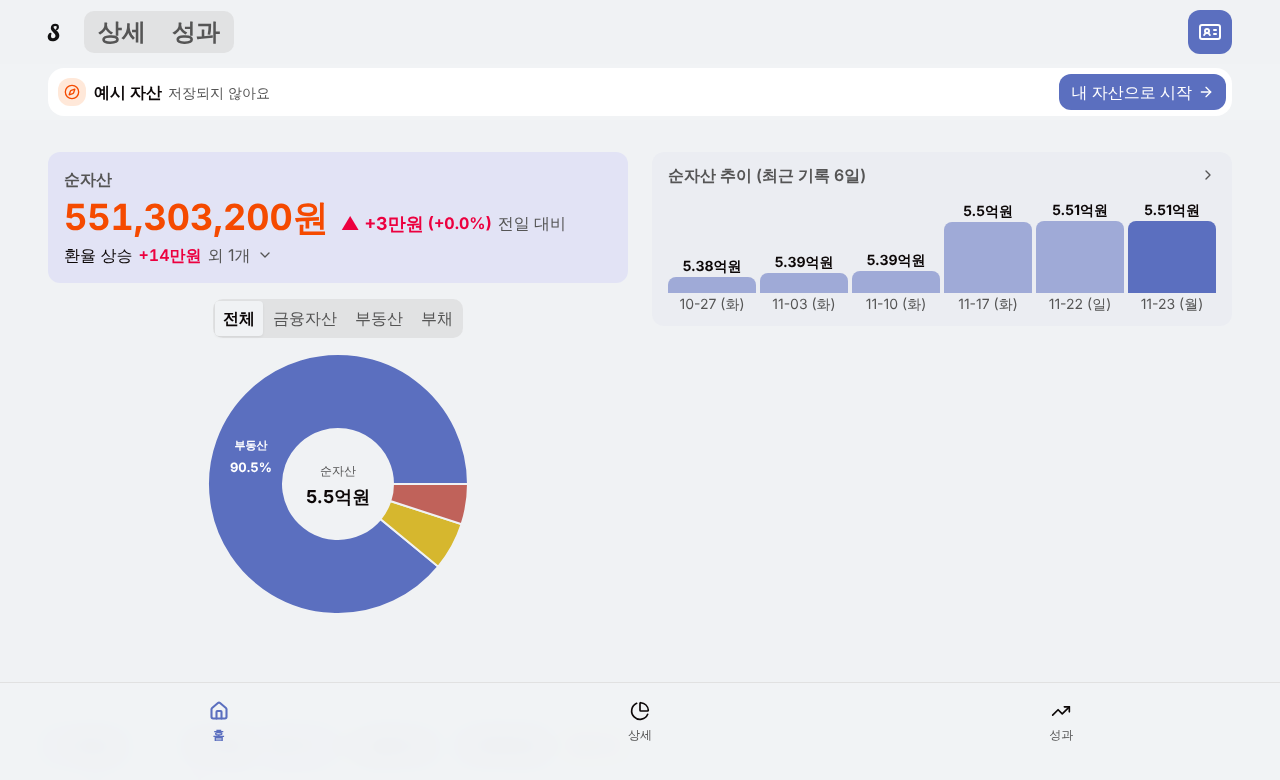 S 상세 성과
예시 자산 저장되지 않아요
내 자산으로 시작 →
순자산
551,303,200원 ▲ +3만원 (+0.0%) 전일 대비
환율 상승 +14만원 외 1개
전체 금융자산 부동산 부채
부동산
90.5%
순자산
5.5억원
순자산 추이 (최근 기록 6일)
5.38억원 5.39억원 5.39억원 5.5억원 5.51억원 5.51억원
10-27 (화) 11-03 (화) 11-10 (화) 11-17 (화) 11-22 (일) 11-23 (월)
홈 상세 성과